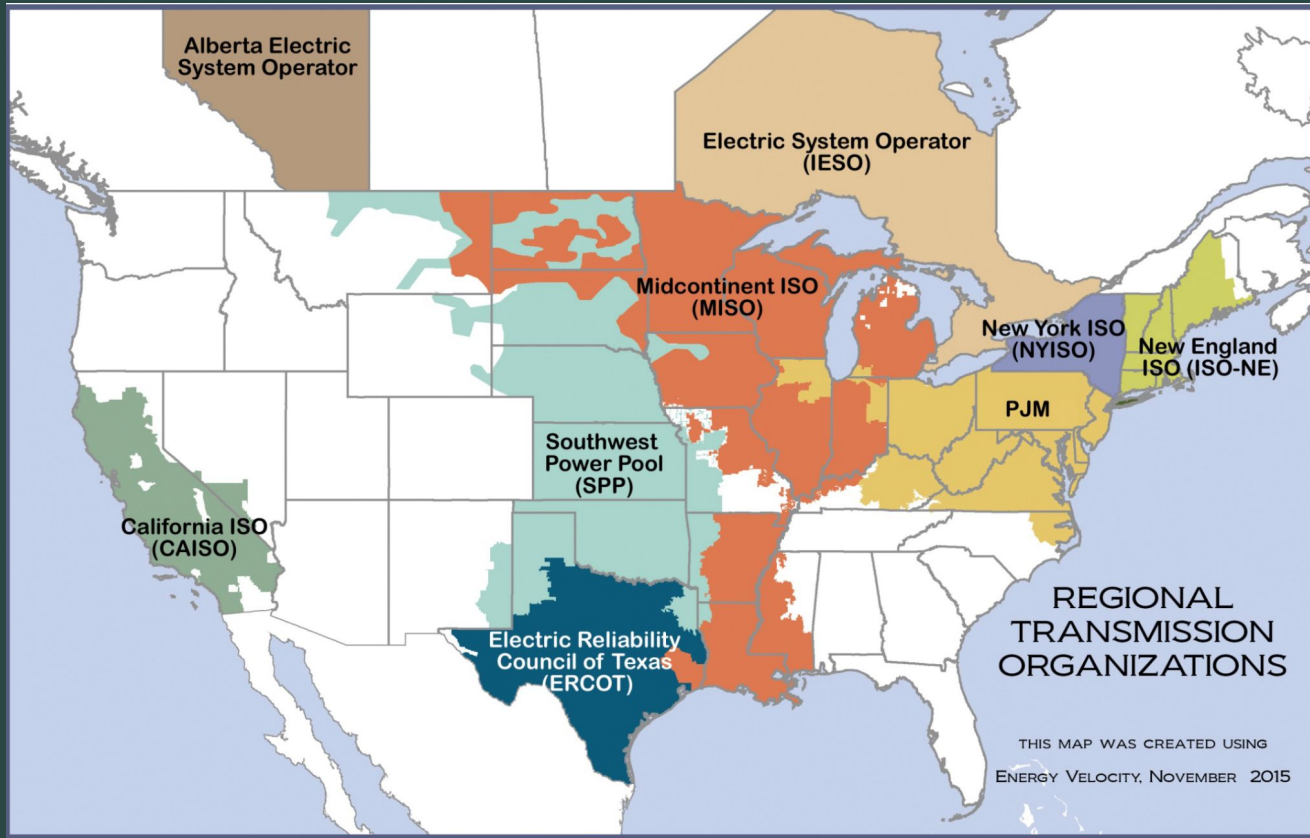 Alberta Electric
System Operator
Electric System Operator
(IESO)
Midcontinent ISO
(MISO)
New York ISO
(NYISO)
New England
ISO (ISO-NE)
PJM
Southwest
Power Pool
(SPP)
California ISO
(CAISO)
Electric Reliability
Council of Texas
(ERCOT)
REGIONAL
TRANSMISSION
ORGANIZATIONS
THIS MAP WAS CREATED USING
ENERGY VELOCITY, NOVEMBER 2015